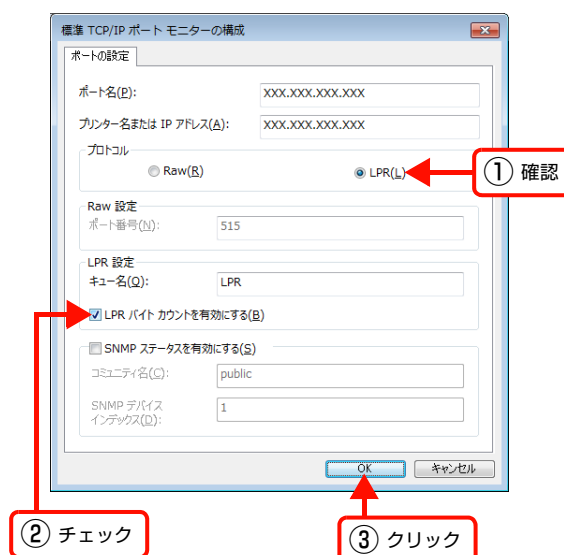 標準 TCP/IP ポート モニターの構成
ポートの設定
ポート名(P): XXX.XXX.XXX.XXX
プリンター名または IP アドレス(A): XXX.XXX.XXX.XXX
プロトコル
Raw(R) LPR(L)
① 確認
Raw 設定
ポート番号(N): 515
LPR 設定
キュー名(Q): LPR
LPR バイト カウントを有効にする(B)
SNMP ステータスを有効にする(S)
コミュニティ名(C): public
SNMP デバイス
インデックス(D): 1
OK キャンセル
② チェック
③ クリック